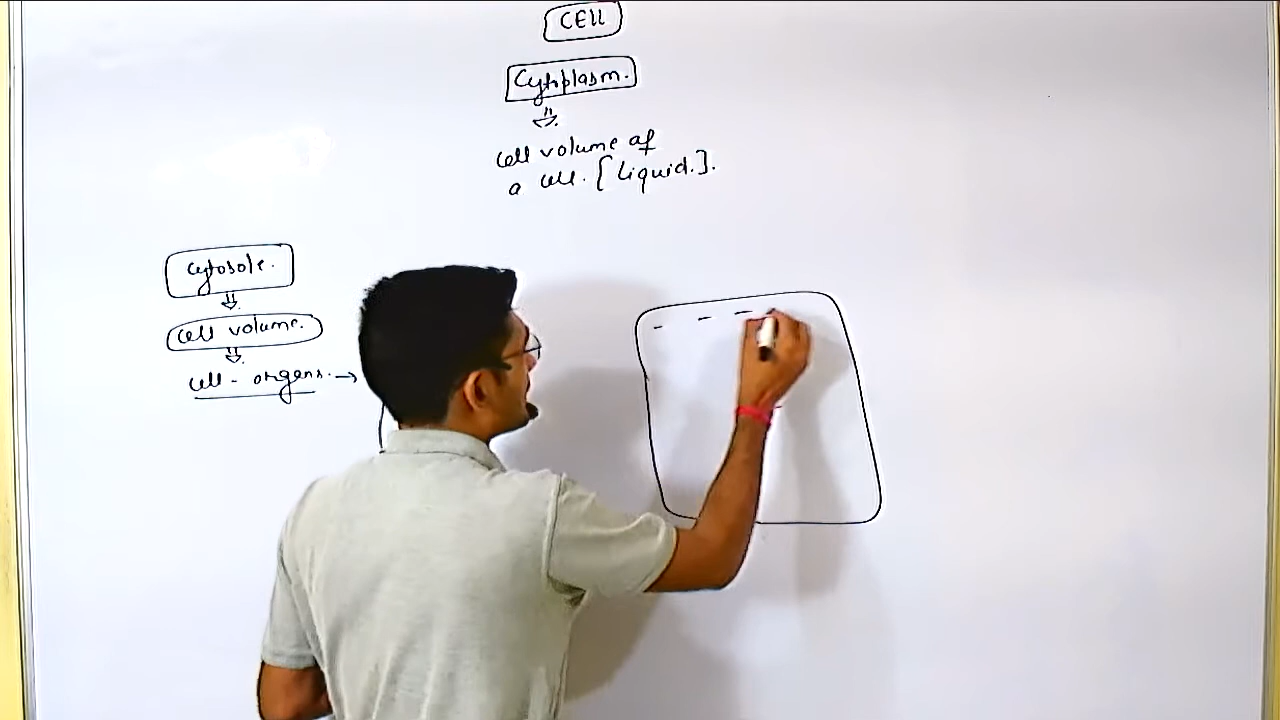 CELL
Cytoplasm.
cell volume of
a cell. [Liquid.].
Cytosole.
cell volume.
cell - organs. →